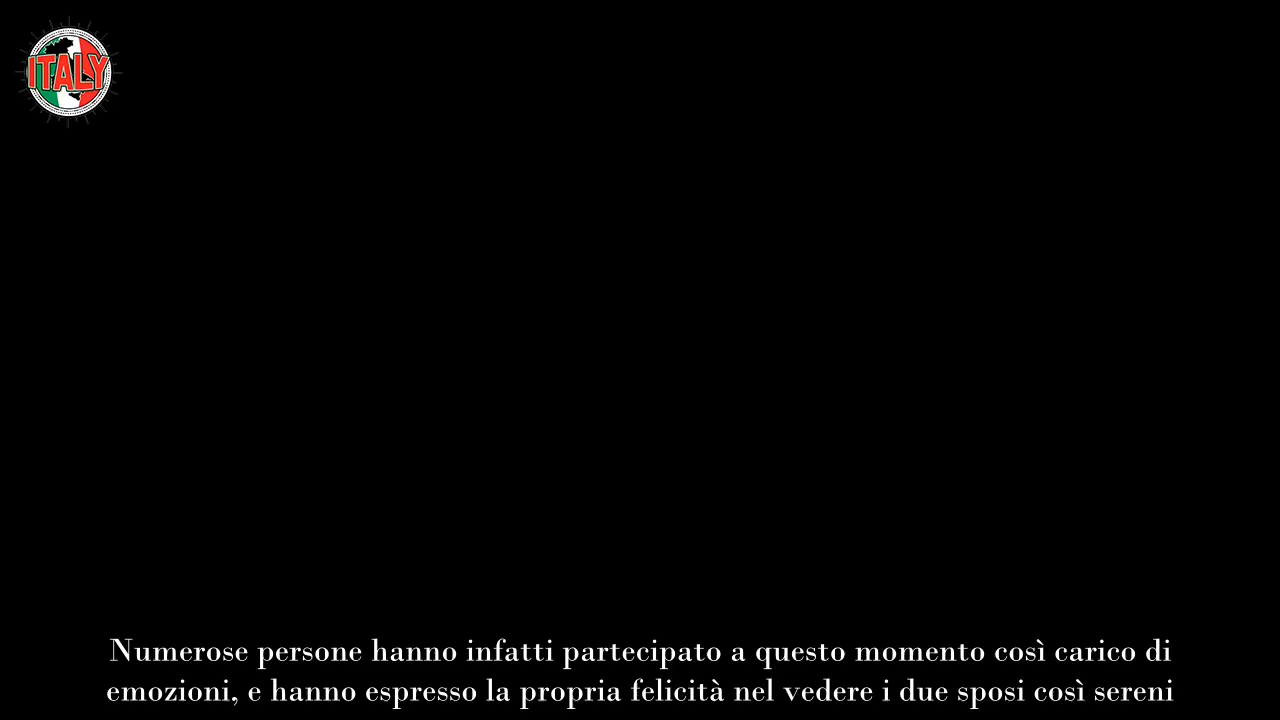 ITALY
Numerose persone hanno infatti partecipato a questo momento così carico di
emozioni, e hanno espresso la propria felicità nel vedere i due sposi così sereni